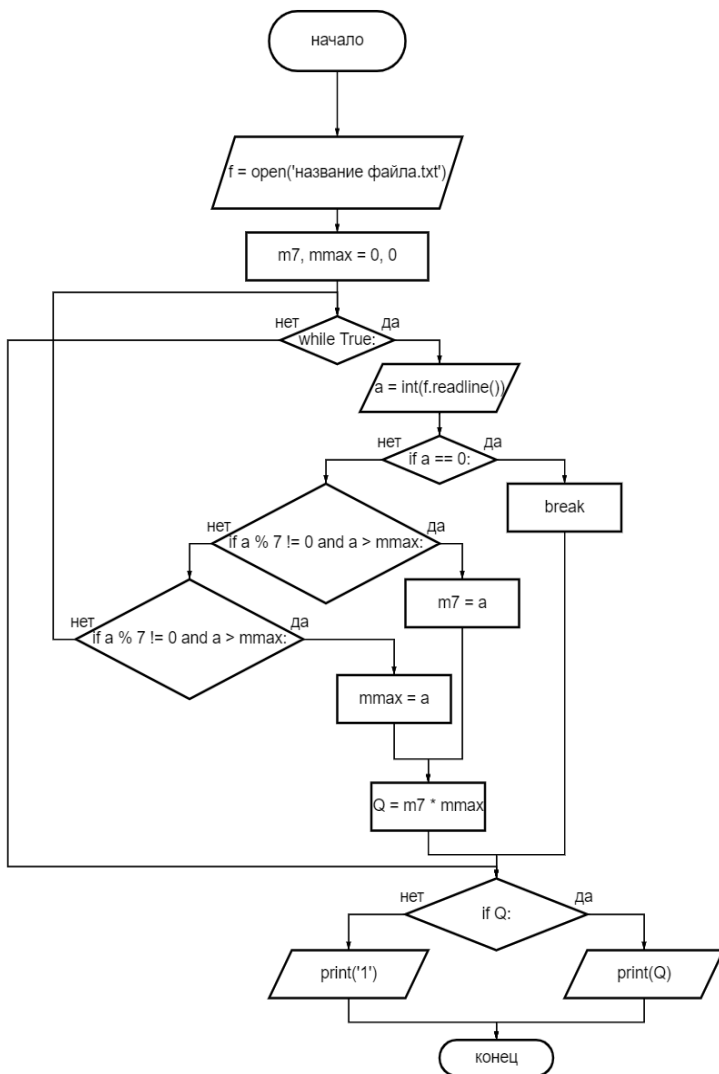 начало
f = open('название файла.txt')
m7, mmax = 0, 0
нет
да
while True:
a = int(f.readline())
нет
да
if a == 0:
break
нет
да
if a % 7 != 0 and a > mmax:
m7 = a
нет
да
if a % 7 != 0 and a > mmax:
mmax = a
Q = m7 * mmax
нет
да
if Q:
print('1')
print(Q)
конец